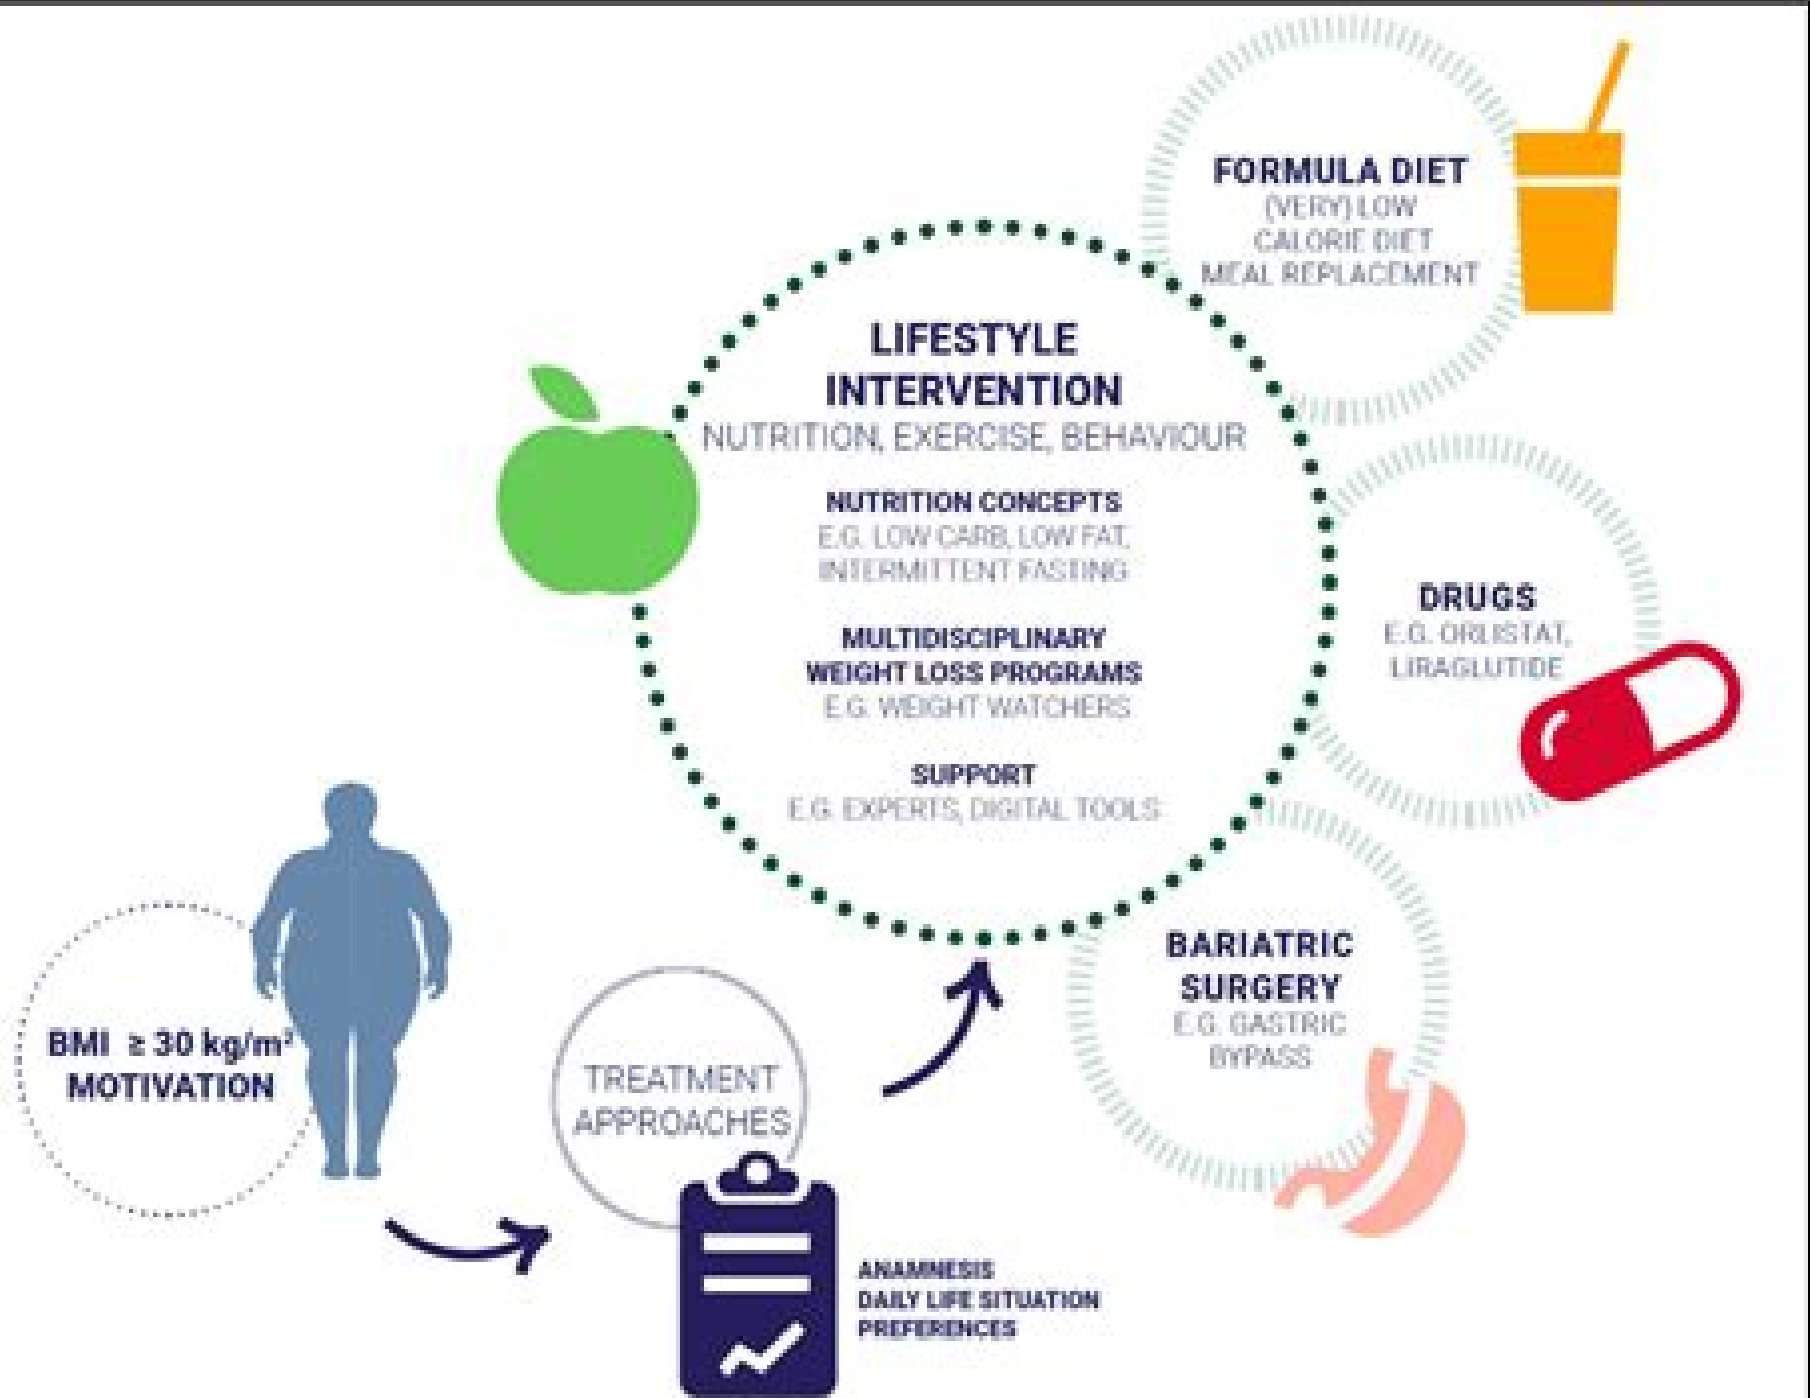 FORMULA DIET
(VERY) LOW
CALORIE DIET
MEAL REPLACEMENT
LIFESTYLE
INTERVENTION
NUTRITION, EXERCISE, BEHAVIOUR
NUTRITION CONCEPTS
E.G. LOW CARB, LOW FAT,
INTERMITTENT FASTING
MULTIDISCIPLINARY
WEIGHT LOSS PROGRAMS
E.G. WEIGHT WATCHERS
SUPPORT
E.G. EXPERTS, DIGITAL TOOLS
DRUGS
E.G. ORLISTAT,
LIRAGLUTIDE
BARIATRIC
SURGERY
E.G. GASTRIC
BYPASS
BMI ≥ 30 kg/m²
MOTIVATION
TREATMENT
APPROACHES
ANAMNESIS
DAILY LIFE SITUATION
PREFERENCES